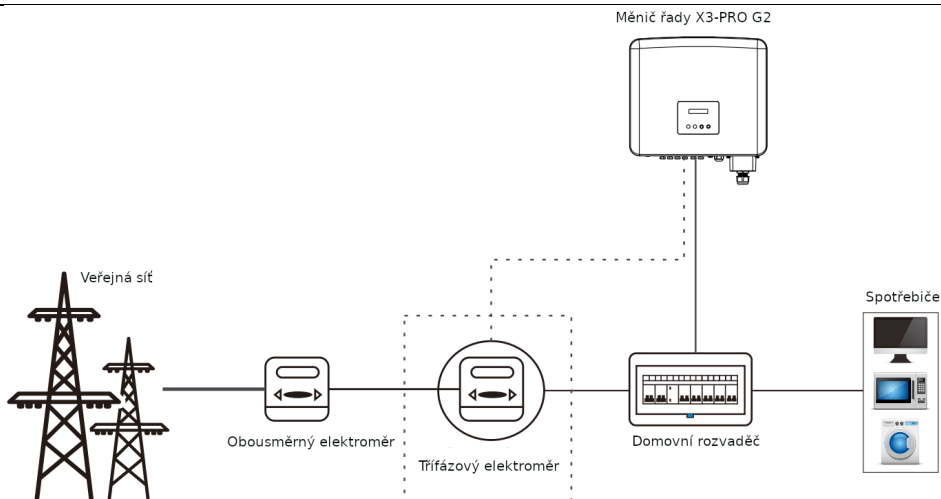 Měnič řady X3-PRO G2
Veřejná síť
Spotřebiče
Obousměrný elektroměr
Třífázový elektroměr
Domovní rozvaděč